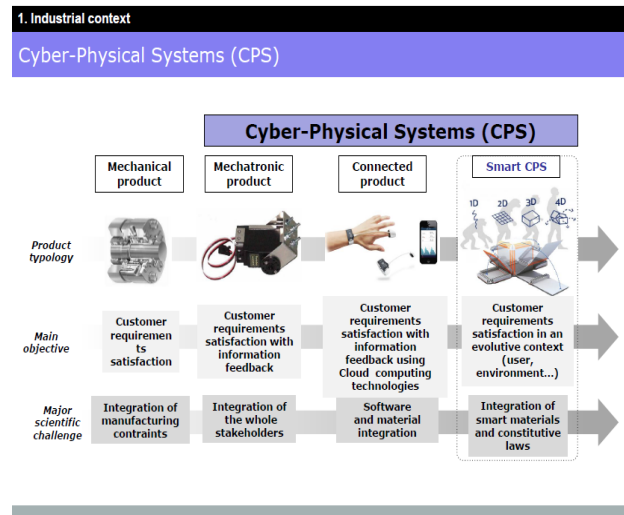 1. Industrial context
Cyber-Physical Systems (CPS)
Cyber-Physical Systems (CPS)
Mechanical
product
Mechatronic
product
Connected
product
Smart CPS
1D
2D
3D
4D
Product
typology
Main
objective
Customer
requiremen
ts
satisfaction
Customer
requirements
satisfaction with
information
feedback
Customer
requirements
satisfaction with
information
feedback using
Cloud computing
technologies
Customer
requirements
satisfaction in an
evolutive context
(user,
environment...)
Major
scientific
challenge
Integration of
manufacturing
contraints
Integration of
the whole
stakeholders
Software
and material
integration
Integration of
smart materials
and constitutive
laws